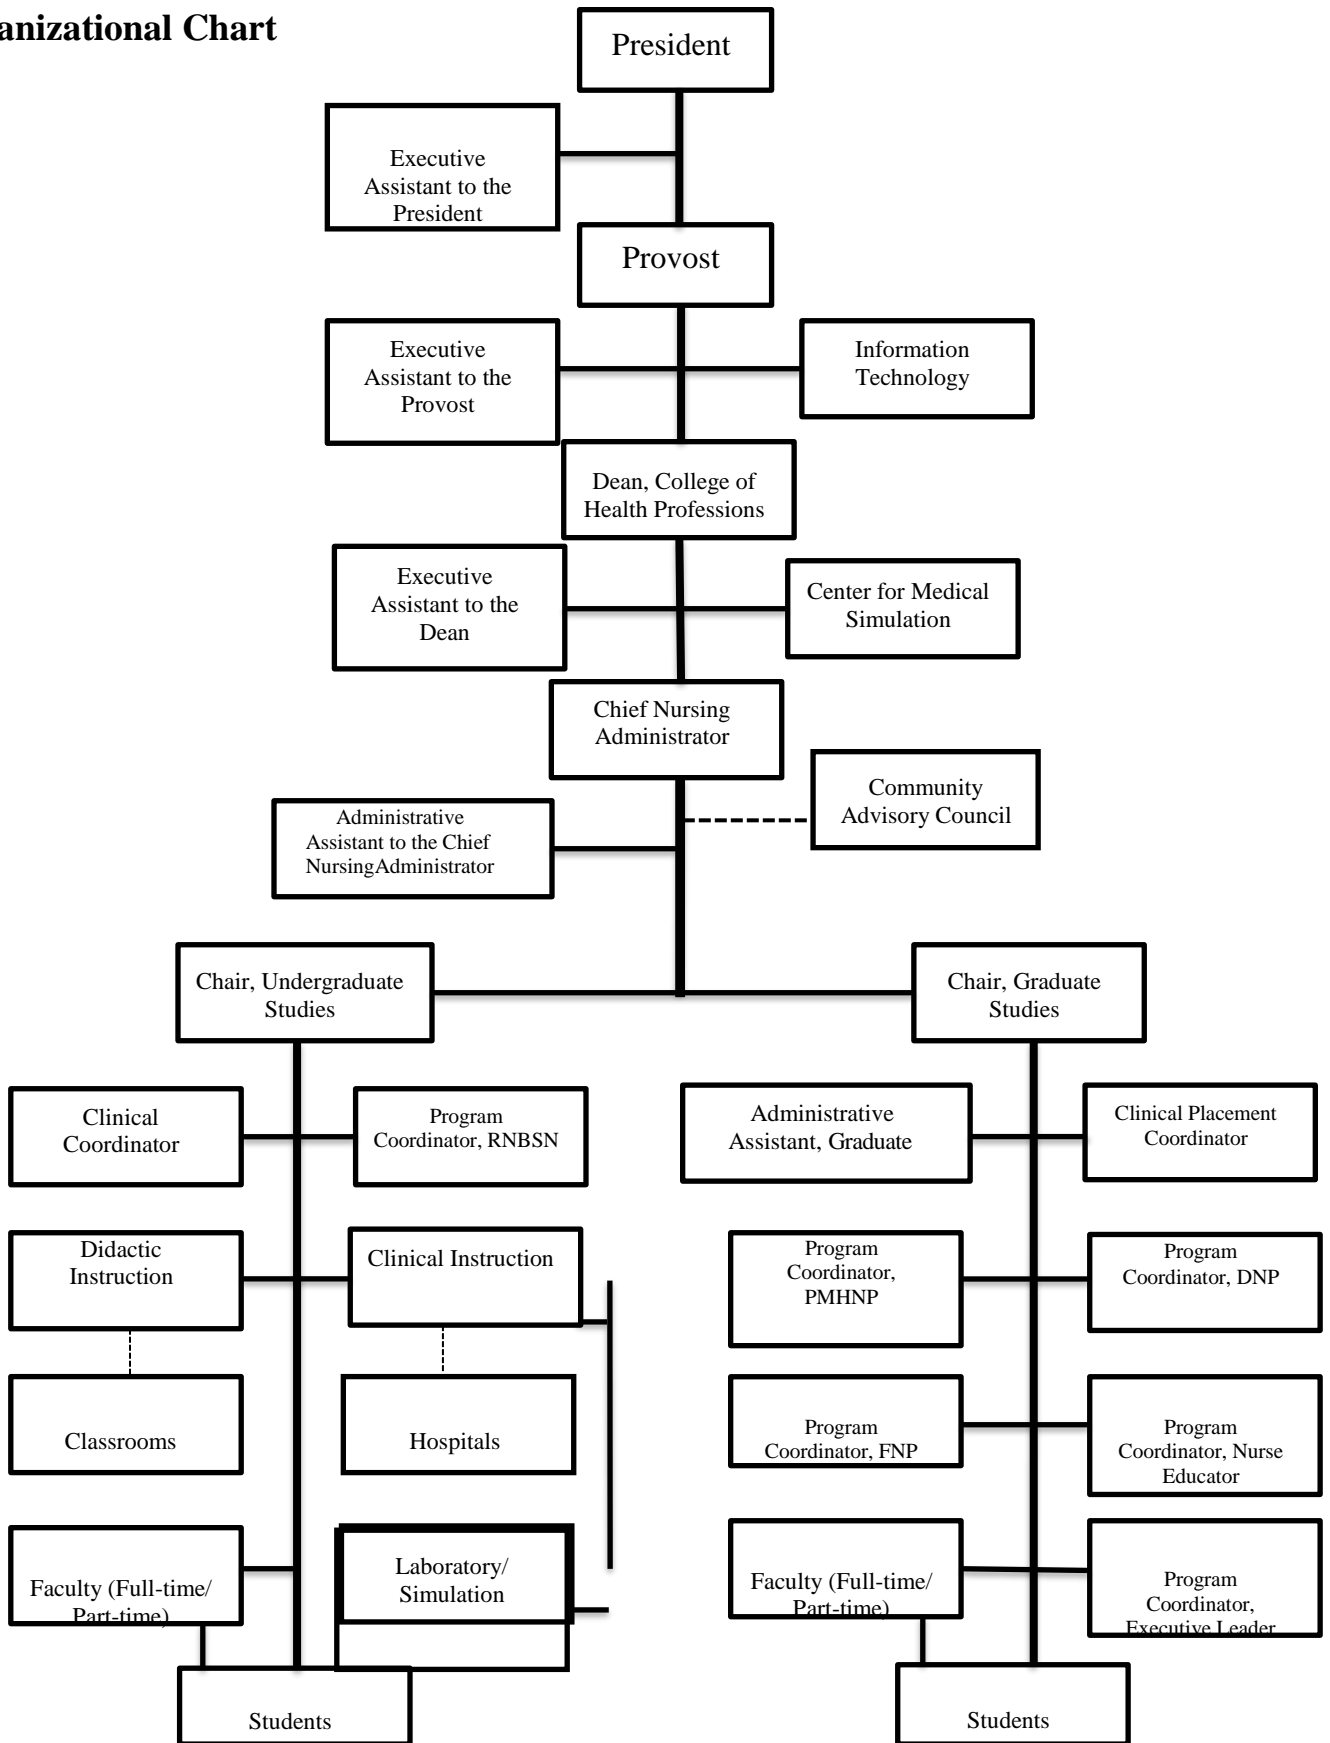 anizational Chart
President
Executive
Assistant to the
President
Provost
Executive
Assistant to the
Provost
Information
Technology
Dean, College of
Health Professions
Executive
Assistant to the
Dean
Center for Medical
Simulation
Chief Nursing
Administrator
Community
Advisory Council
Administrative
Assistant to the Chief
NursingAdministrator
Chair, Undergraduate
Studies
Chair, Graduate
Studies
Clinical
Coordinator
Program
Coordinator, RNBSN
Administrative
Assistant, Graduate
Clinical Placement
Coordinator
Didactic
Instruction
Clinical Instruction
Program
Coordinator,
PMHNP
Program
Coordinator, DNP
Classrooms
Hospitals
Program
Coordinator, FNP
Program
Coordinator, Nurse
Educator
Faculty (Full-time/
Part-time)
Laboratory/
Simulation
Faculty (Full-time/
Part-time)
Program
Coordinator,
Executive Leader
Students
Students